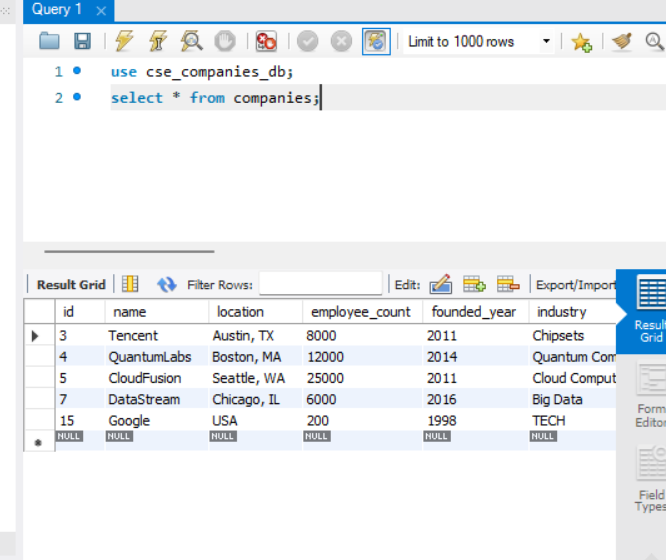 Query 1
Limit to 1000 rows
1 use cse_companies_db;
2 select * from companies;
Result Grid Filter Rows: Edit: Export/Import
id name location employee_count founded_year industry
3 Tencent Austin, TX 8000 2011 Chipsets
4 QuantumLabs Boston, MA 12000 2014 Quantum Com
5 CloudFusion Seattle, WA 25000 2011 Cloud Comput
7 DataStream Chicago, IL 6000 2016 Big Data
15 Google USA 200 1998 TECH
NULL NULL NULL NULL NULL NULL
Result
Grid
Form
Editor
Field
Types